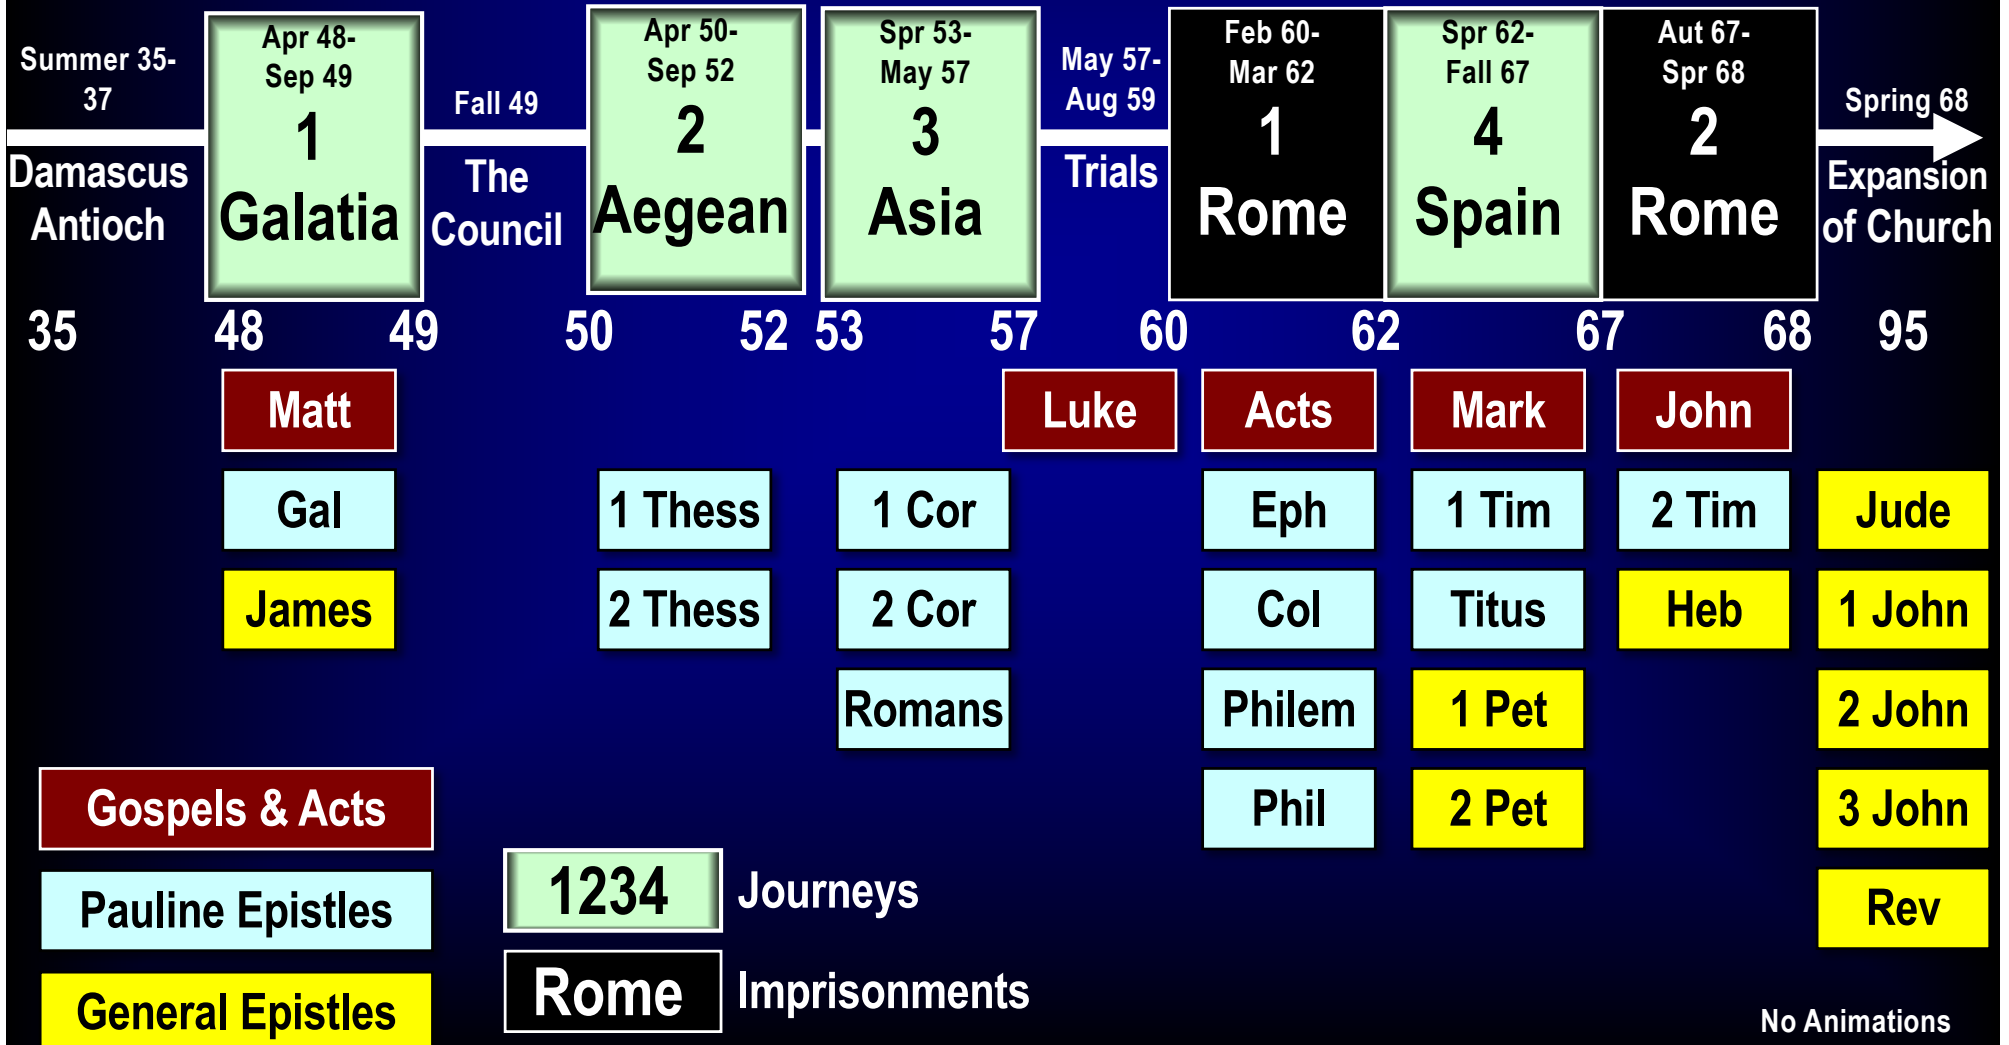 Summer 35-
37
Damascus
Antioch
Apr 48-
Sep 49
1
Galatia
Fall 49
The
Council
Apr 50-
Sep 52
2
Aegean
Spr 53-
May 57
3
Asia
May 57-
Aug 59
Trials
Feb 60-
Mar 62
1
Rome
Spr 62-
Fall 67
4
Spain
Aut 67-
Spr 68
2
Rome
Spring 68
Expansion
of Church
35 48 49 50 52 53 57 60 62 67 68 95
Matt Luke Acts Mark John
Gal 1 Thess 1 Cor Eph 1 Tim 2 Tim Jude
James 2 Thess 2 Cor Col Titus Heb 1 John
Romans Philem 1 Pet 2 John
Phil 2 Pet 3 John
Rev
Gospels & Acts
Pauline Epistles
General Epistles
1234 Journeys
Rome Imprisonments
No Animations